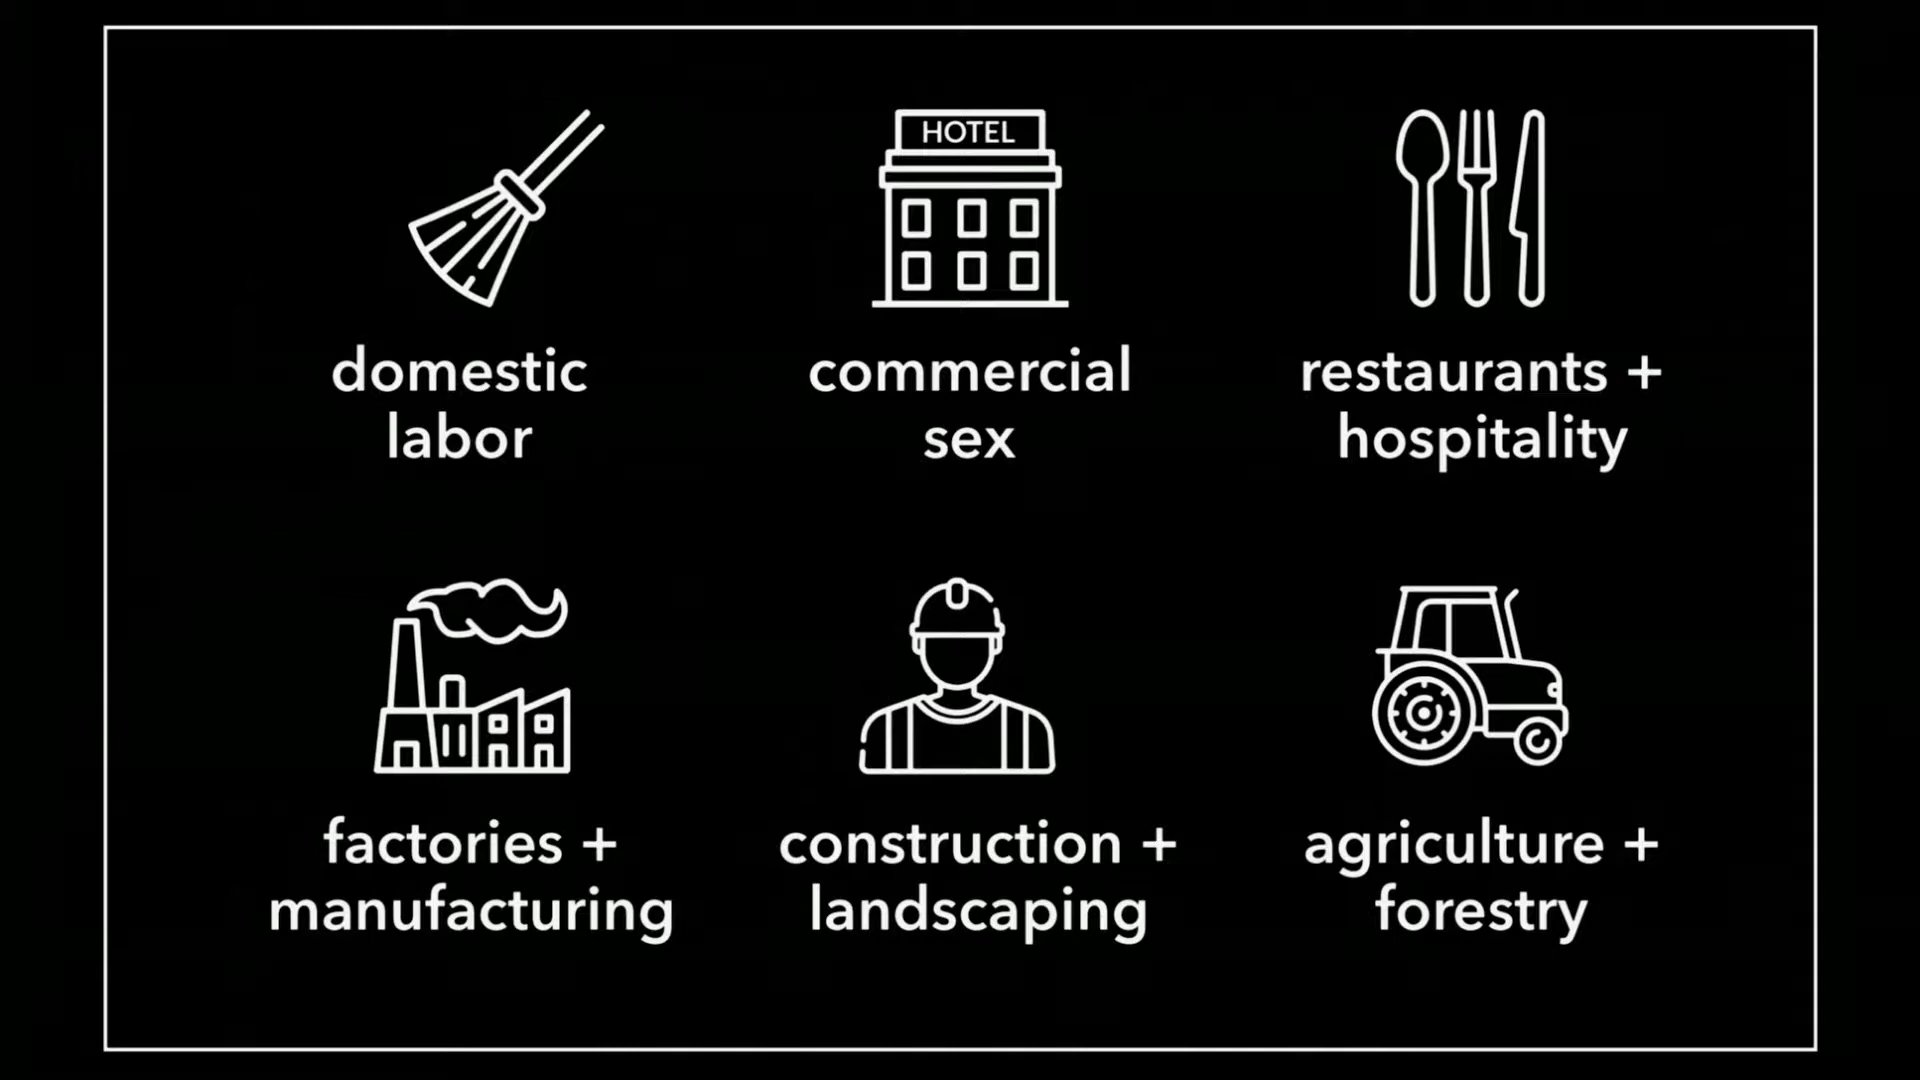 HOTEL
domestic
labor
commercial
sex
restaurants +
hospitality
factories +
manufacturing
construction +
landscaping
agriculture +
forestry